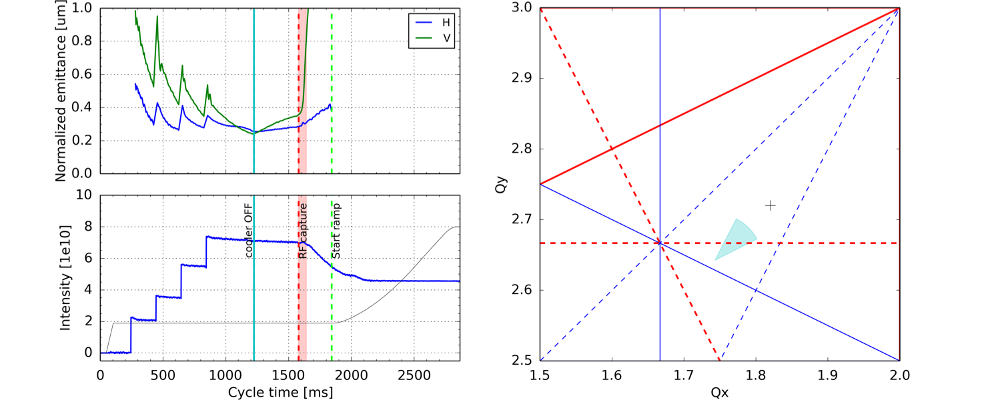 Normalized emittance [um]
1.0
0.8
0.6
0.4
0.2
0.0
H
V
Intensity [1e10]
10
8
6
4
2
0
cooler OFF
RF capture
Start ramp
0 500 1000 1500 2000 2500
Cycle time [ms]
Qy
3.0
2.9
2.8
2.7
2.6
2.5
1.5 1.6 1.7 1.8 1.9 2.0
Qx